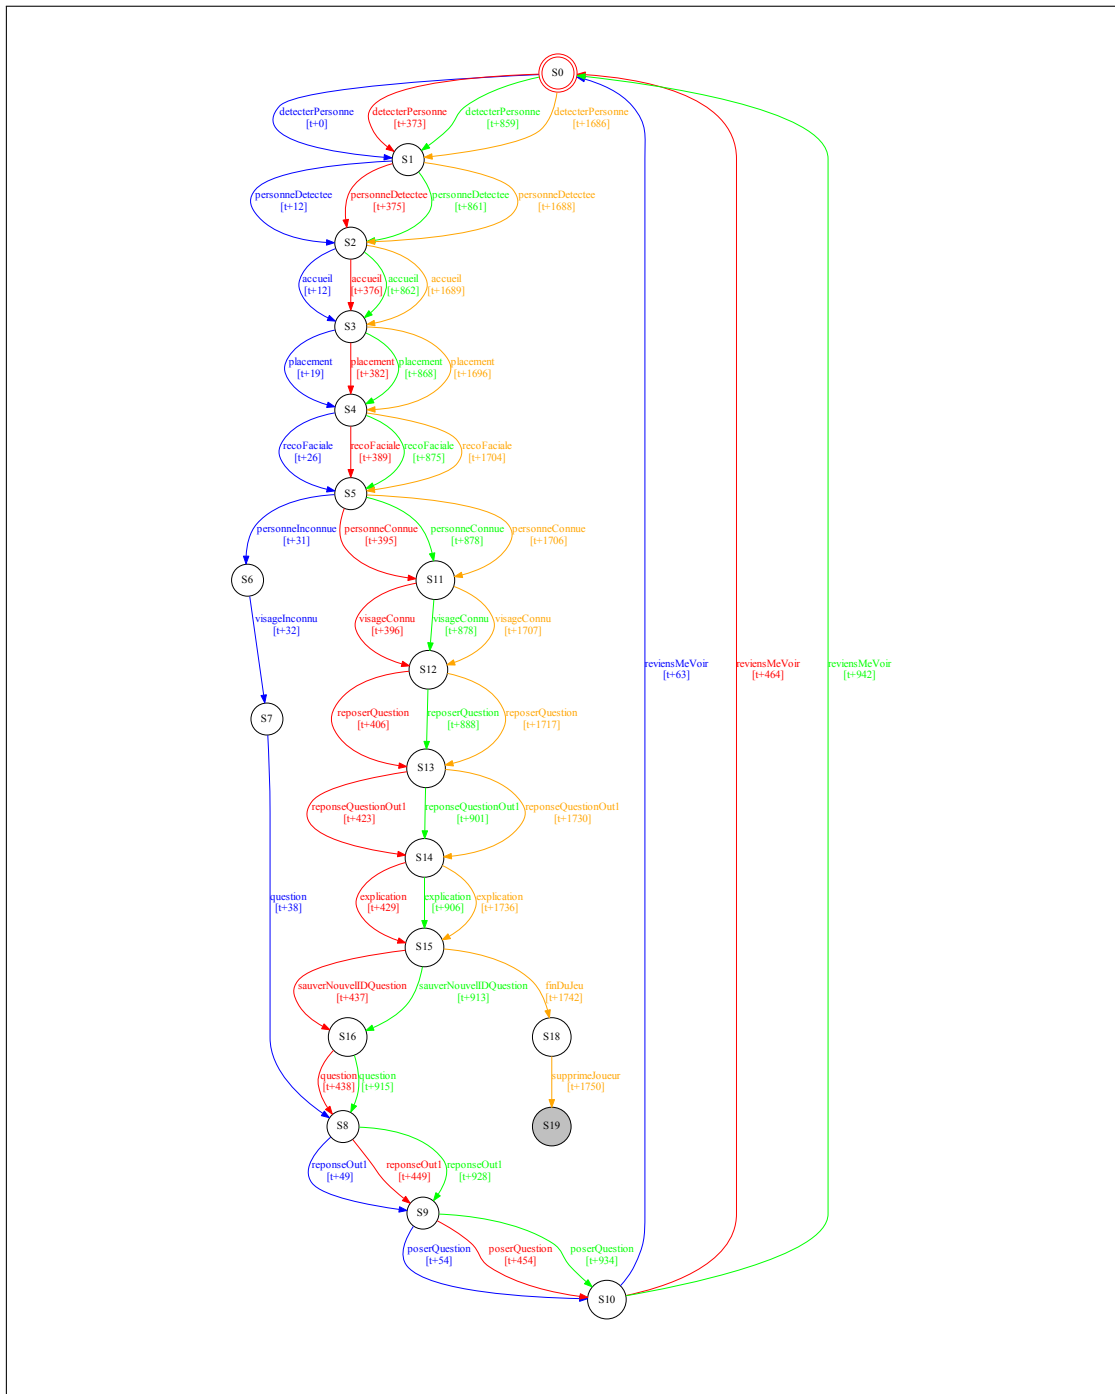 S0
detecterPersonne
[t+0]
detecterPersonne
[t+373]
detecterPersonne
[t+859]
detecterPersonne
[t+1686]
S1
personneDetectee
[t+12]
personneDetectee
[t+375]
personneDetectee
[t+861]
personneDetectee
[t+1688]
S2
accueil
[t+12]
accueil
[t+376]
accueil
[t+862]
accueil
[t+1689]
S3
placement
[t+19]
placement
[t+382]
placement
[t+868]
placement
[t+1696]
S4
recoFaciale
[t+26]
recoFaciale
[t+389]
recoFaciale
[t+875]
recoFaciale
[t+1704]
S5
personneInconnue
[t+31]
personneConnue
[t+395]
personneConnue
[t+878]
personneConnue
[t+1706]
S6
S11
visageInconnu
[t+32]
visageConnu
[t+396]
visageConnu
[t+878]
visageConnu
[t+1707]
S12
reviensMeVoir
[t+63]
reviensMeVoir
[t+464]
reviensMeVoir
[t+942]
S7
reposerQuestion
[t+406]
reposerQuestion
[t+888]
reposerQuestion
[t+1717]
S13
reponseQuestionOut1
[t+423]
reponseQuestionOut1
[t+901]
reponseQuestionOut1
[t+1730]
S14
question
[t+38]
explication
[t+429]
explication
[t+906]
explication
[t+1736]
S15
sauverNouvelIDQuestion
[t+437]
sauverNouvelIDQuestion
[t+913]
finDuJeu
[t+1742]
S16
S18
question
[t+438]
question
[t+915]
supprimeJoueur
[t+1750]
S8
S19
reponseOut1
[t+49]
reponseOut1
[t+449]
reponseOut1
[t+928]
S9
poserQuestion
[t+54]
poserQuestion
[t+454]
poserQuestion
[t+934]
S10